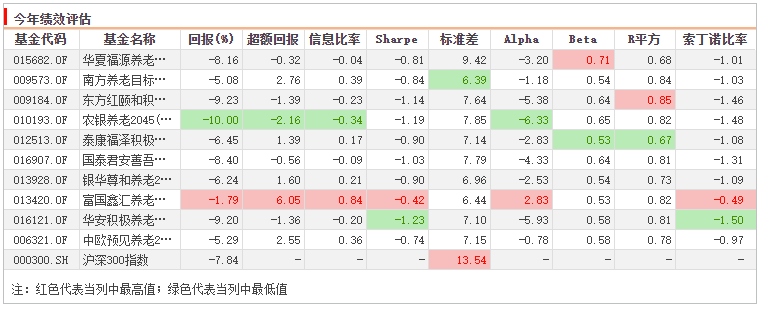 今年绩效评估
基金代码 基金名称 回报(%) 超额回报 信息比率 Sharpe 标准差 Alpha Beta R平方 索丁诺比率
015682.OF 华夏福源养老… -8.16 -0.32 -0.04 -0.81 9.42 -3.20 0.71 0.68 -1.01
009573.OF 南方养老目标… -5.08 2.76 0.39 -0.84 6.39 -1.18 0.54 0.84 -1.03
009184.OF 东方红颐和积… -9.23 -1.39 -0.23 -1.14 7.64 -5.38 0.64 0.85 -1.46
010193.OF 农银养老2045(… -10.00 -2.16 -0.34 -1.19 7.85 -6.33 0.65 0.82 -1.48
012513.OF 泰康福泽积极… -6.45 1.39 0.17 -0.90 7.14 -2.83 0.53 0.67 -1.08
016907.OF 国泰君安善吾… -8.40 -0.56 -0.09 -1.03 7.79 -4.33 0.64 0.81 -1.31
013928.OF 银华尊和养老2… -6.24 1.60 0.21 -0.90 6.96 -2.53 0.54 0.73 -1.09
013420.OF 富国鑫汇养老… -1.79 6.05 0.84 -0.42 6.44 2.83 0.53 0.82 -0.49
016121.OF 华安积极养老… -9.20 -1.36 -0.20 -1.23 7.10 -5.93 0.58 0.81 -1.50
006321.OF 中欧预见养老2… -5.29 2.55 0.36 -0.74 7.15 -0.78 0.58 0.78 -0.97
000300.SH 沪深300指数 -7.84 - - - 13.54 - - - -
注：红色代表当列中最高值；绿色代表当列中最低值